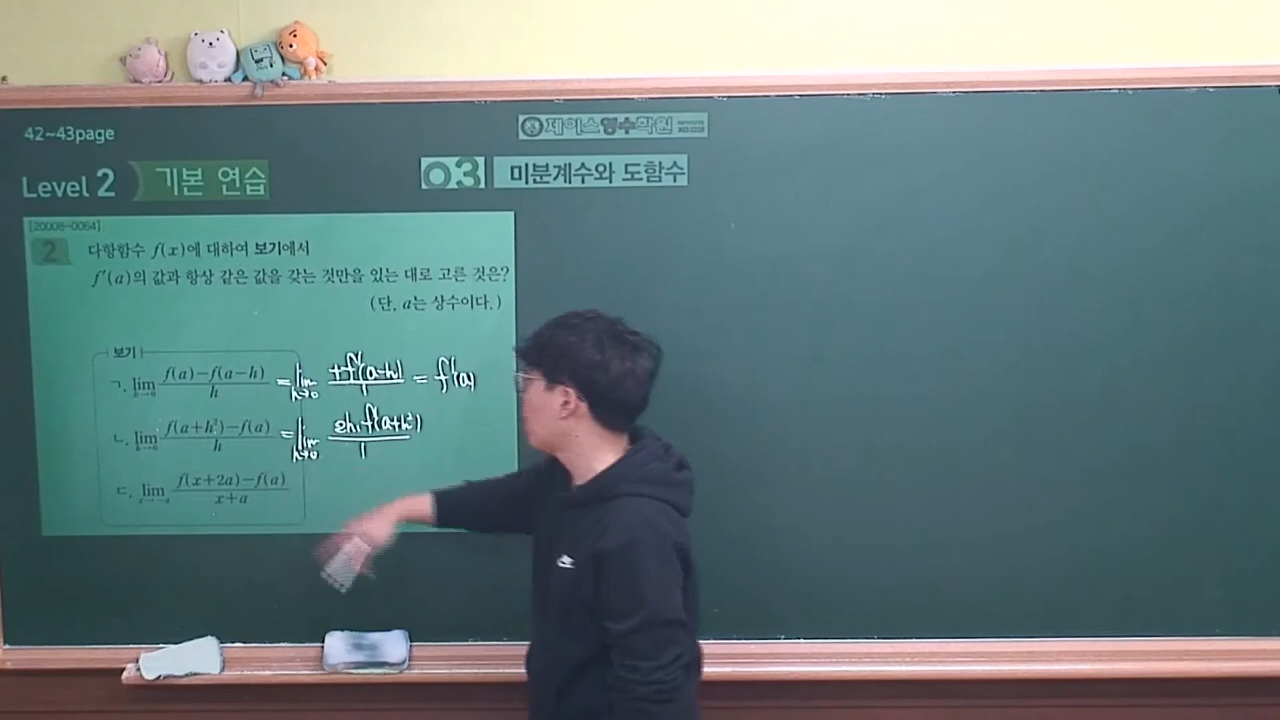 42~43page
제이스영수학원
Level 2 기본 연습
03 미분계수와 도함수
[20008-0064]
2 다항함수 f(x)에 대하여 보기에서
f'(a)의 값과 항상 같은 값을 갖는 것만을 있는 대로 고른 것은?
(단, a는 상수이다.)
보기
ㄱ. lim h→0 f(a)-f(a-h) / h = lim h→0 +f'(a-h) / 1 = f'(a)
ㄴ. lim h→0 f(a+h²)-f(a) / h = lim h→0 2h·f'(a+h²) / 1
ㄷ. lim x→-a f(x+2a)-f(a) / x+a